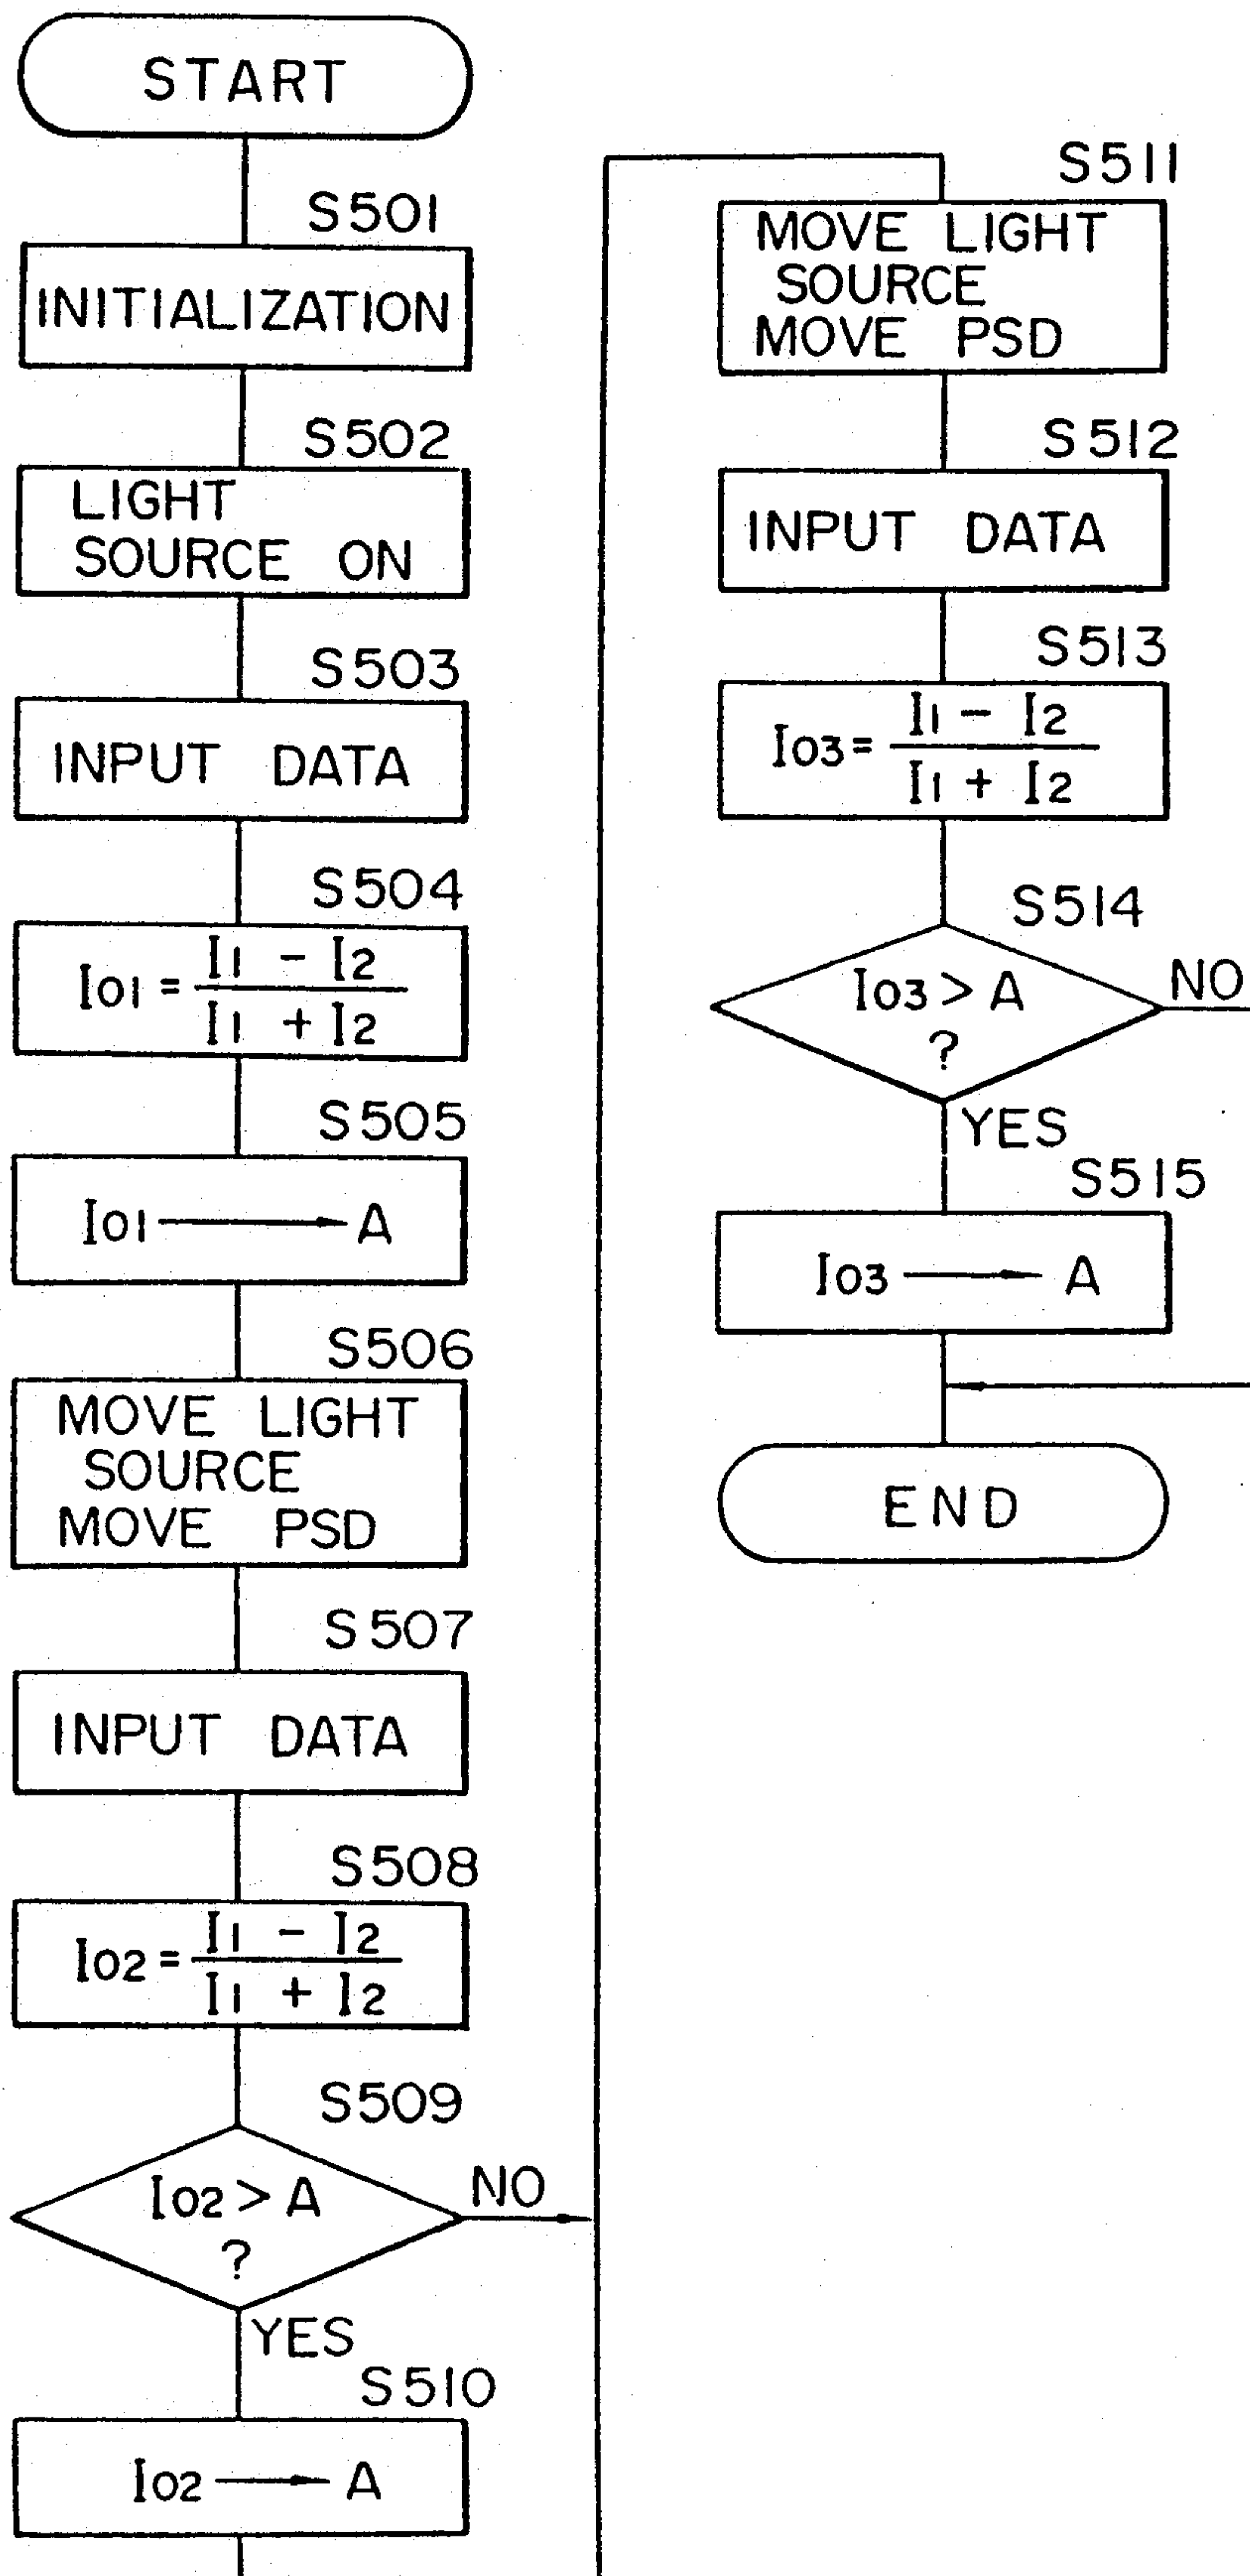 START
S501
INITIALIZATION
S502
LIGHT
SOURCE ON
S503
INPUT DATA
S504
I01 = I1 - I2
I1 + I2
S505
I01 → A
S506
MOVE LIGHT
SOURCE
MOVE PSD
S507
INPUT DATA
S508
I02 = I1 - I2
I1 + I2
S509
I02 > A
?
NO
YES
S510
I02 → A
S511
MOVE LIGHT
SOURCE
MOVE PSD
S512
INPUT DATA
S513
I03 = I1 - I2
I1 + I2
S514
I03 > A
?
NO
YES
S515
I03 → A
END